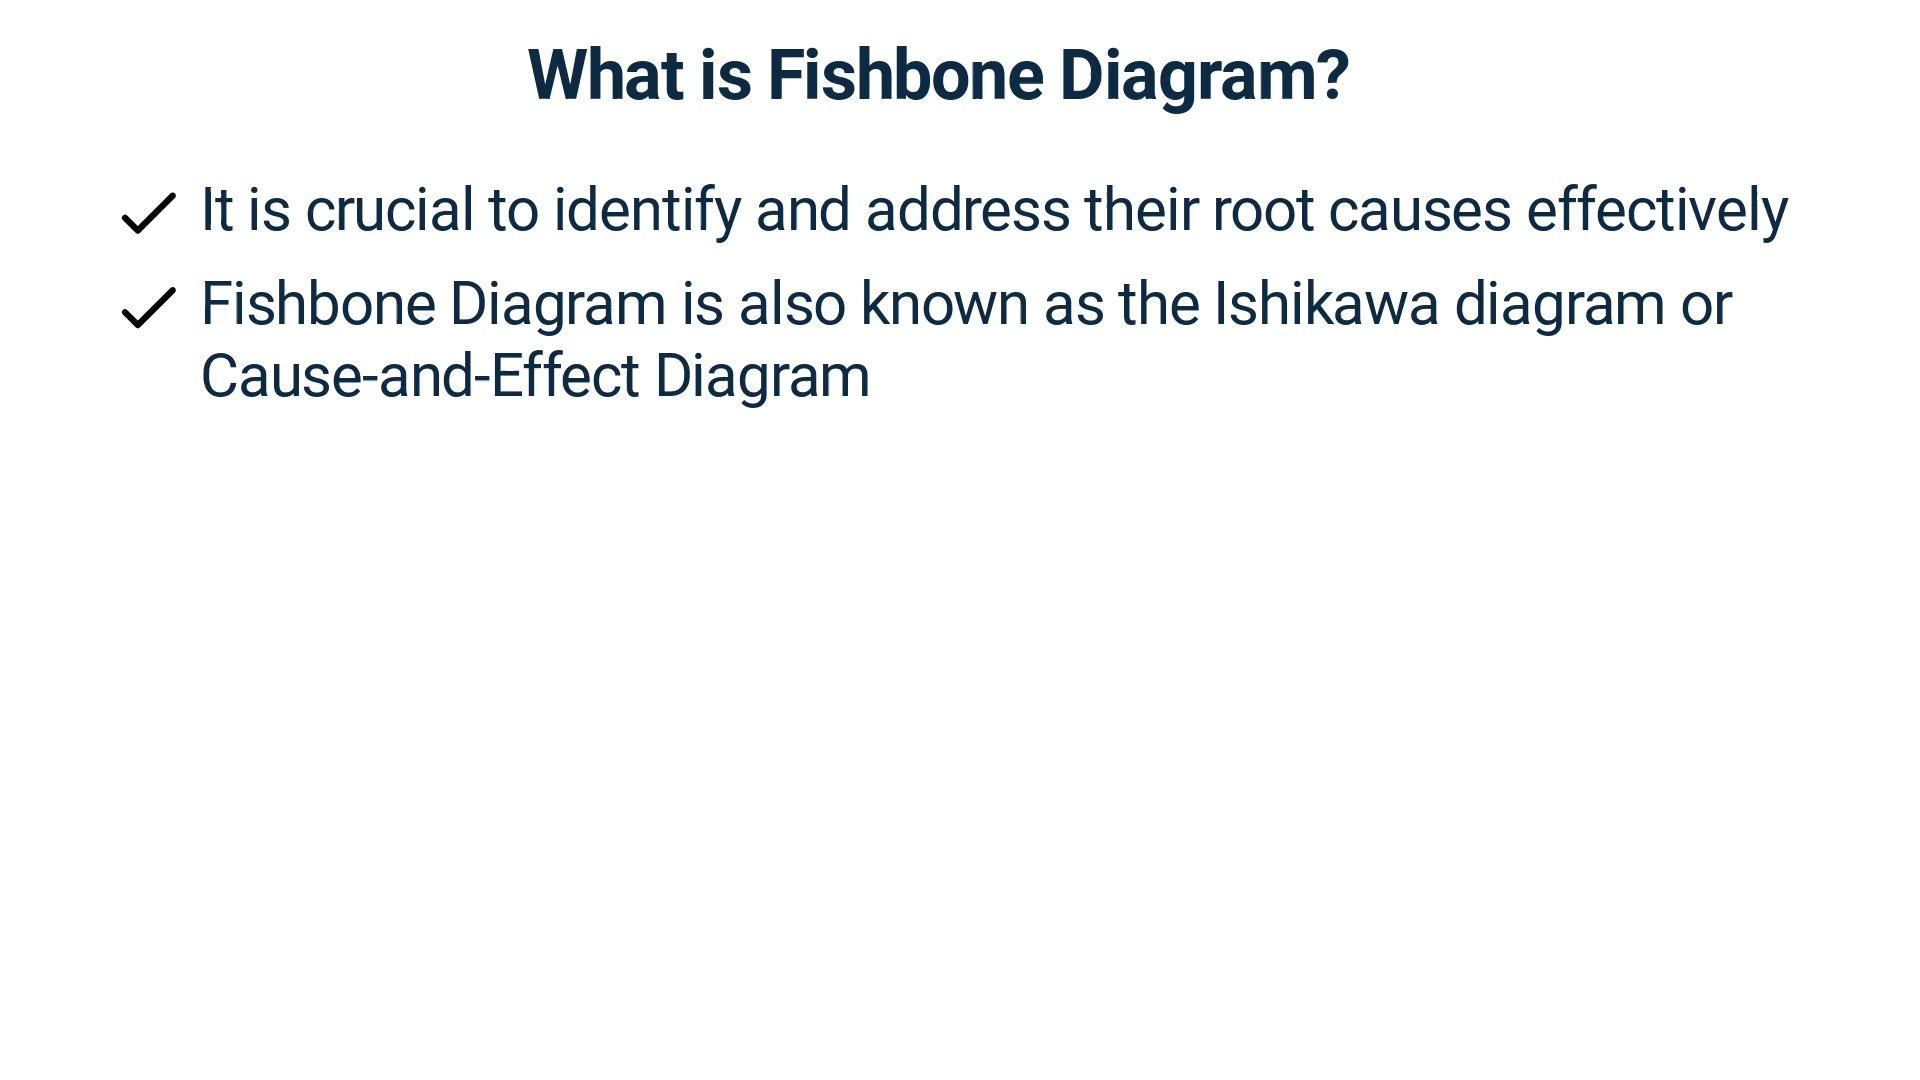 What is Fishbone Diagram?
It is crucial to identify and address their root causes effectively
Fishbone Diagram is also known as the Ishikawa diagram or
Cause-and-Effect Diagram